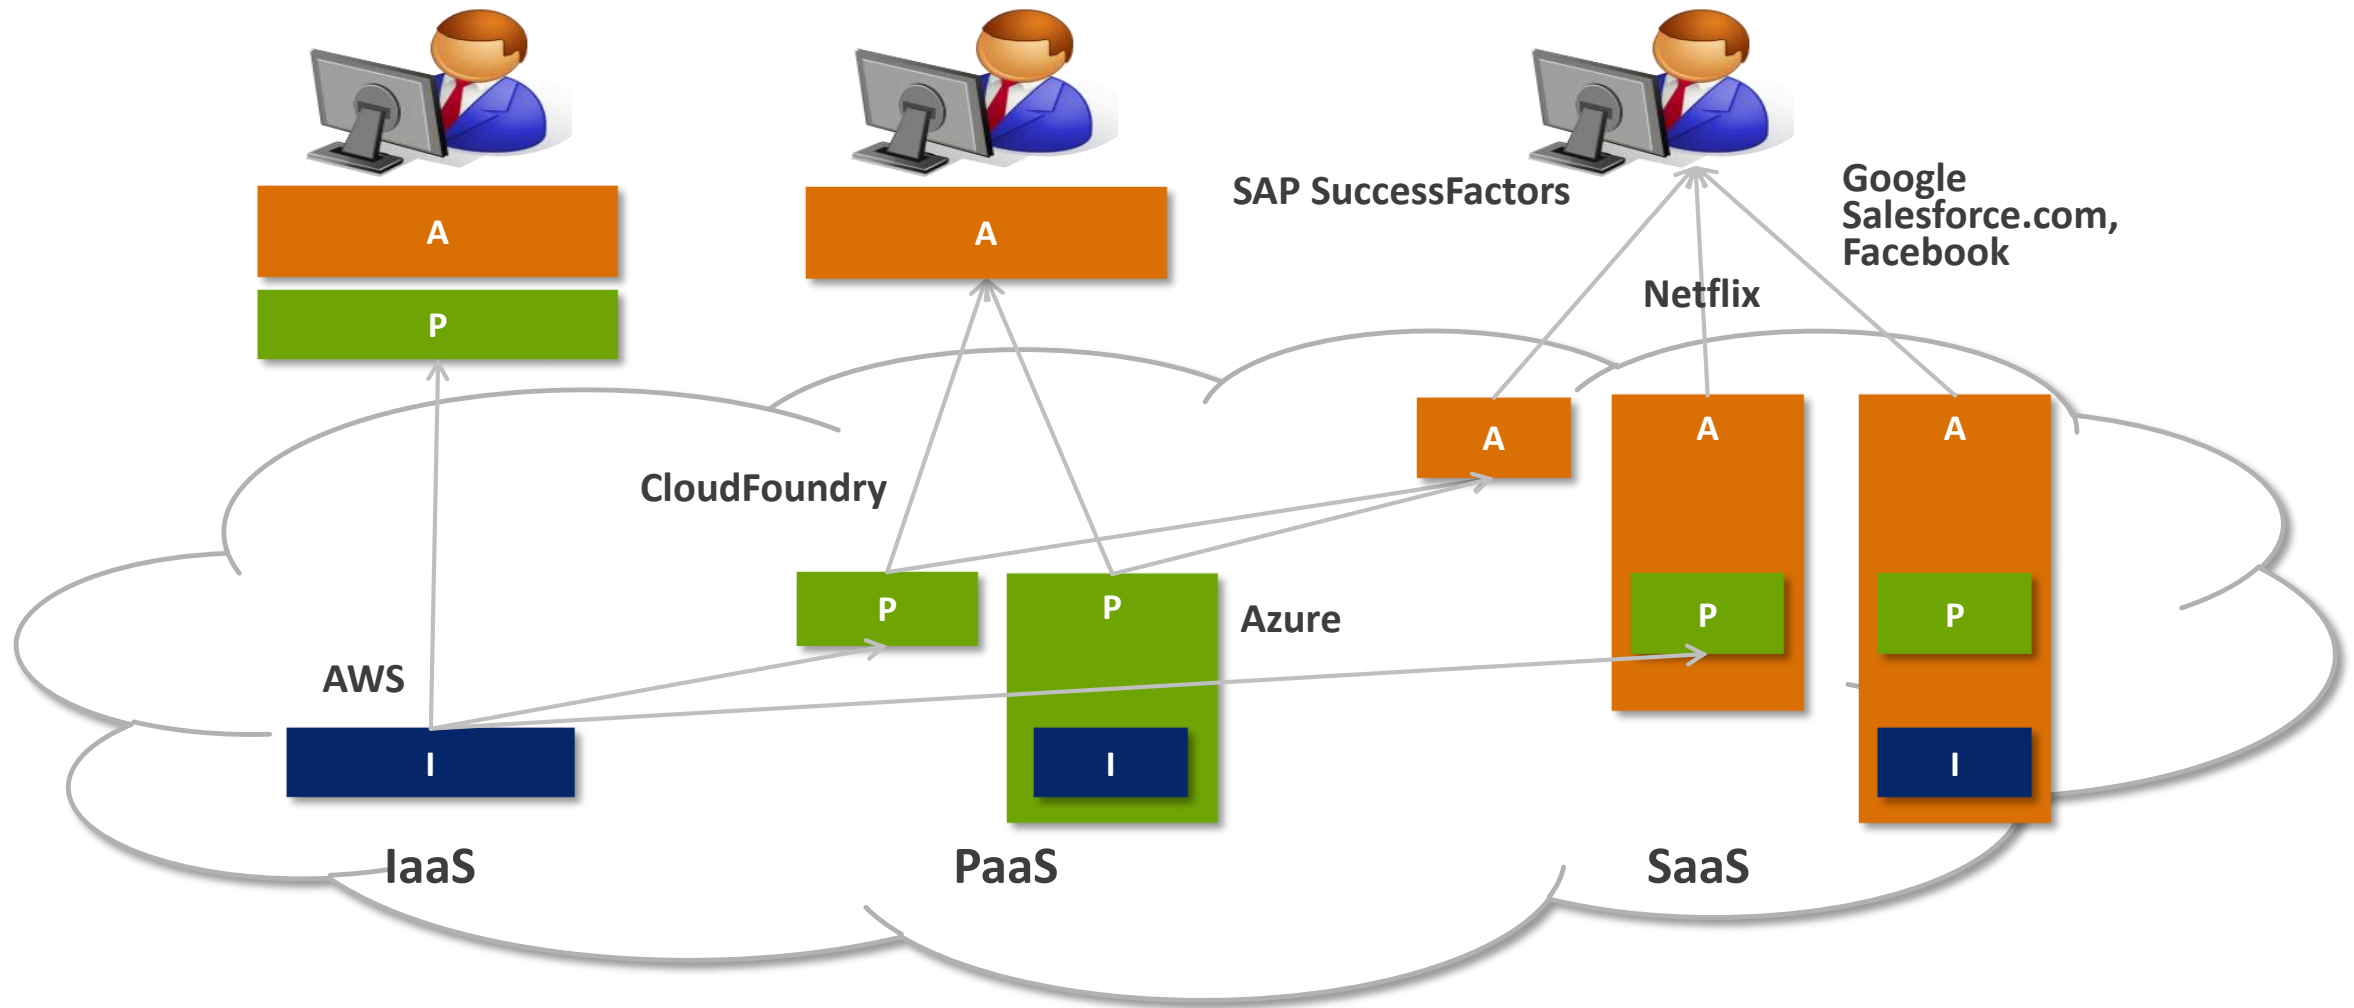 A
A
SAP SuccessFactors
Google
Salesforce.com,
Facebook
P
Netflix
A
A
A
CloudFoundry
P
P
Azure
P
P
AWS
I
I
I
IaaS
PaaS
SaaS